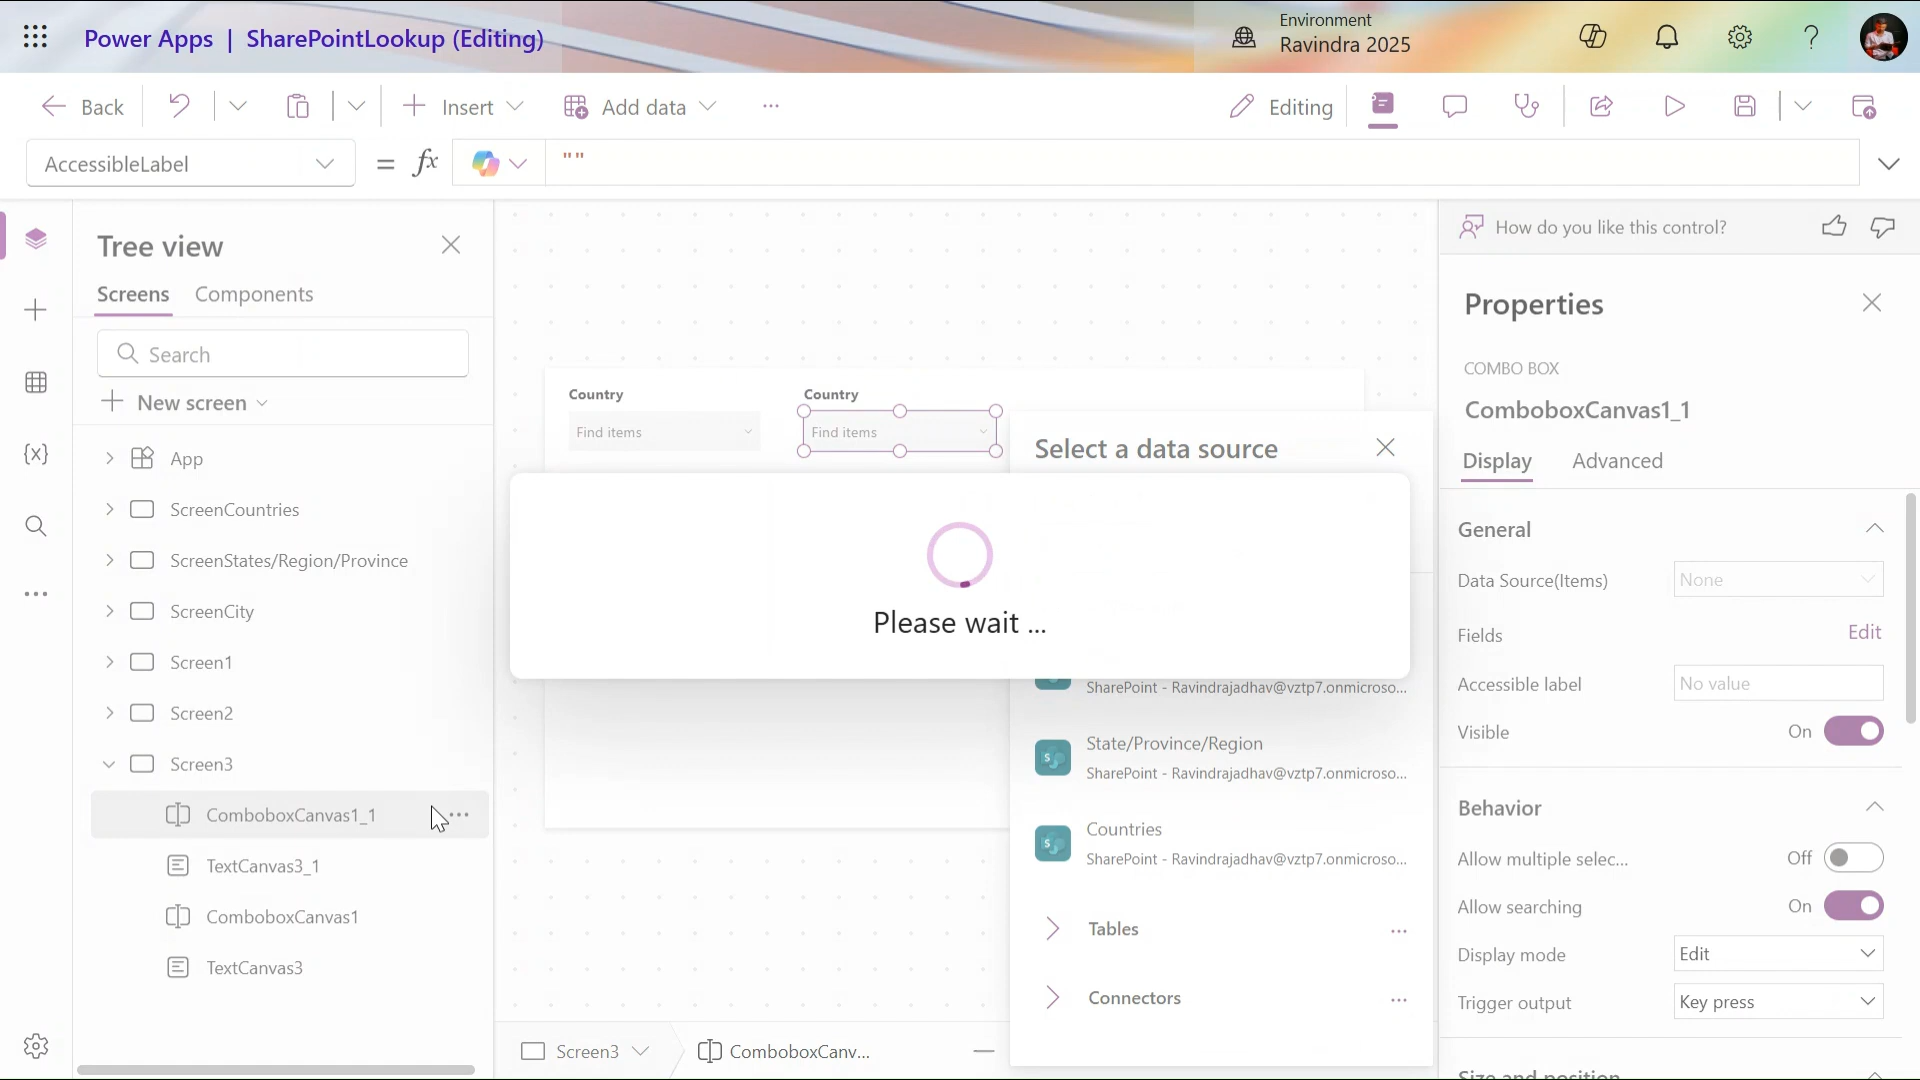 Power Apps | SharePointLookup (Editing)
Environment
Ravindra 2025
Back
Insert
Add data
...
Editing
AccessibleLabel
= fx
""
Tree view
Screens
Components
Search
New screen
App
ScreenCountries
ScreenStates/Region/Province
ScreenCity
Screen1
Screen2
Screen3
ComboboxCanvas1_1
...
TextCanvas3_1
ComboboxCanvas1
TextCanvas3
Country
Find items
Country
Find items
Select a data source
Please wait ...
SharePoint - Ravindrajadhav@vztp7.onmicroso...
State/Province/Region
SharePoint - Ravindrajadhav@vztp7.onmicroso...
Countries
SharePoint - Ravindrajadhav@vztp7.onmicroso...
Tables
...
Connectors
...
Screen3
ComboboxCanv...
How do you like this control?
Properties
COMBO BOX
ComboboxCanvas1_1
Display
Advanced
General
Data Source(Items)
None
Fields
Edit
Accessible label
No value
Visible
On
Behavior
Allow multiple selec...
Off
Allow searching
On
Display mode
Edit
Trigger output
Key press
Size and position